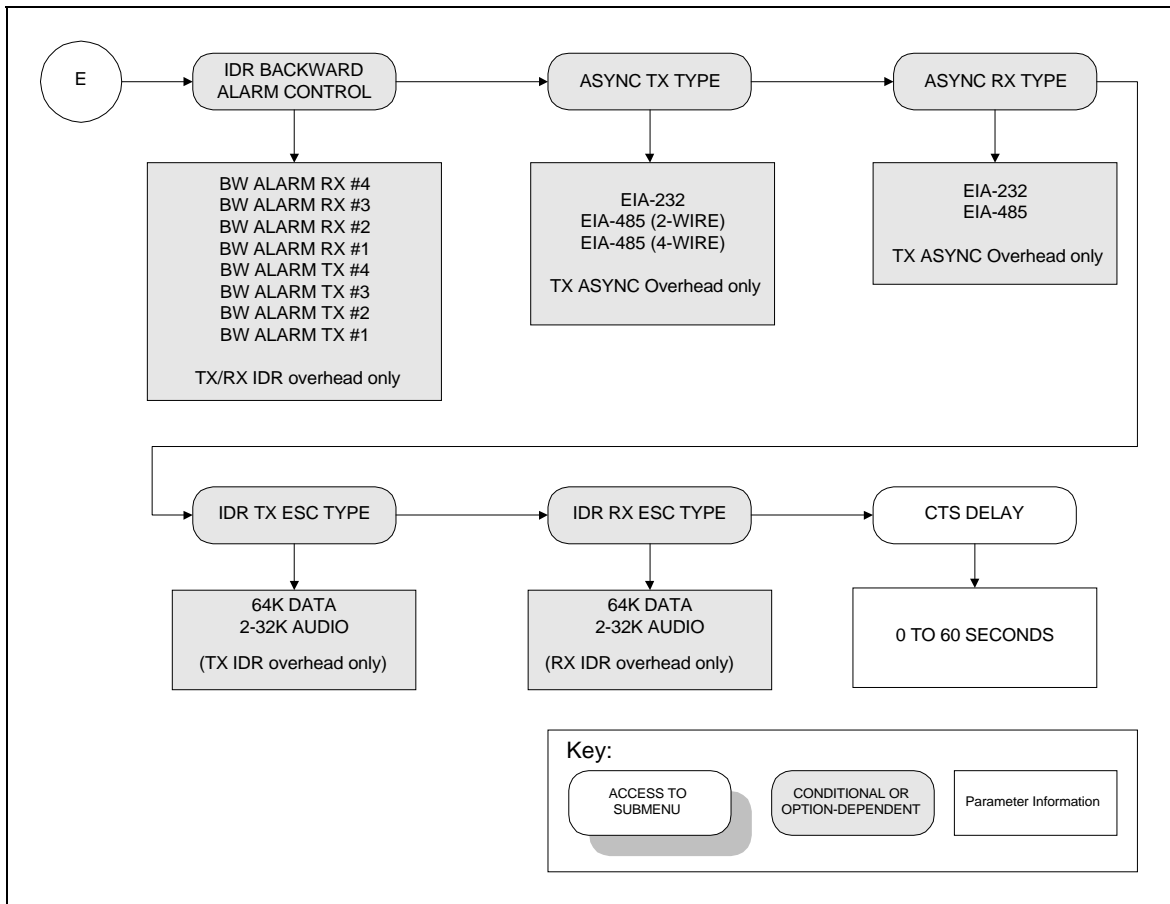 E
IDR BACKWARD
ALARM CONTROL
ASYNC TX TYPE
ASYNC RX TYPE
BW ALARM RX #4
BW ALARM RX #3
BW ALARM RX #2
BW ALARM RX #1
BW ALARM TX #4
BW ALARM TX #3
BW ALARM TX #2
BW ALARM TX #1
TX/RX IDR overhead only
EIA-232
EIA-485 (2-WIRE)
EIA-485 (4-WIRE)
TX ASYNC Overhead only
EIA-232
EIA-485
TX ASYNC Overhead only
IDR TX ESC TYPE
IDR RX ESC TYPE
CTS DELAY
64K DATA
2-32K AUDIO
(TX IDR overhead only)
64K DATA
2-32K AUDIO
(RX IDR overhead only)
0 TO 60 SECONDS
Key:
ACCESS TO
SUBMENU
CONDITIONAL OR
OPTION-DEPENDENT
Parameter Information